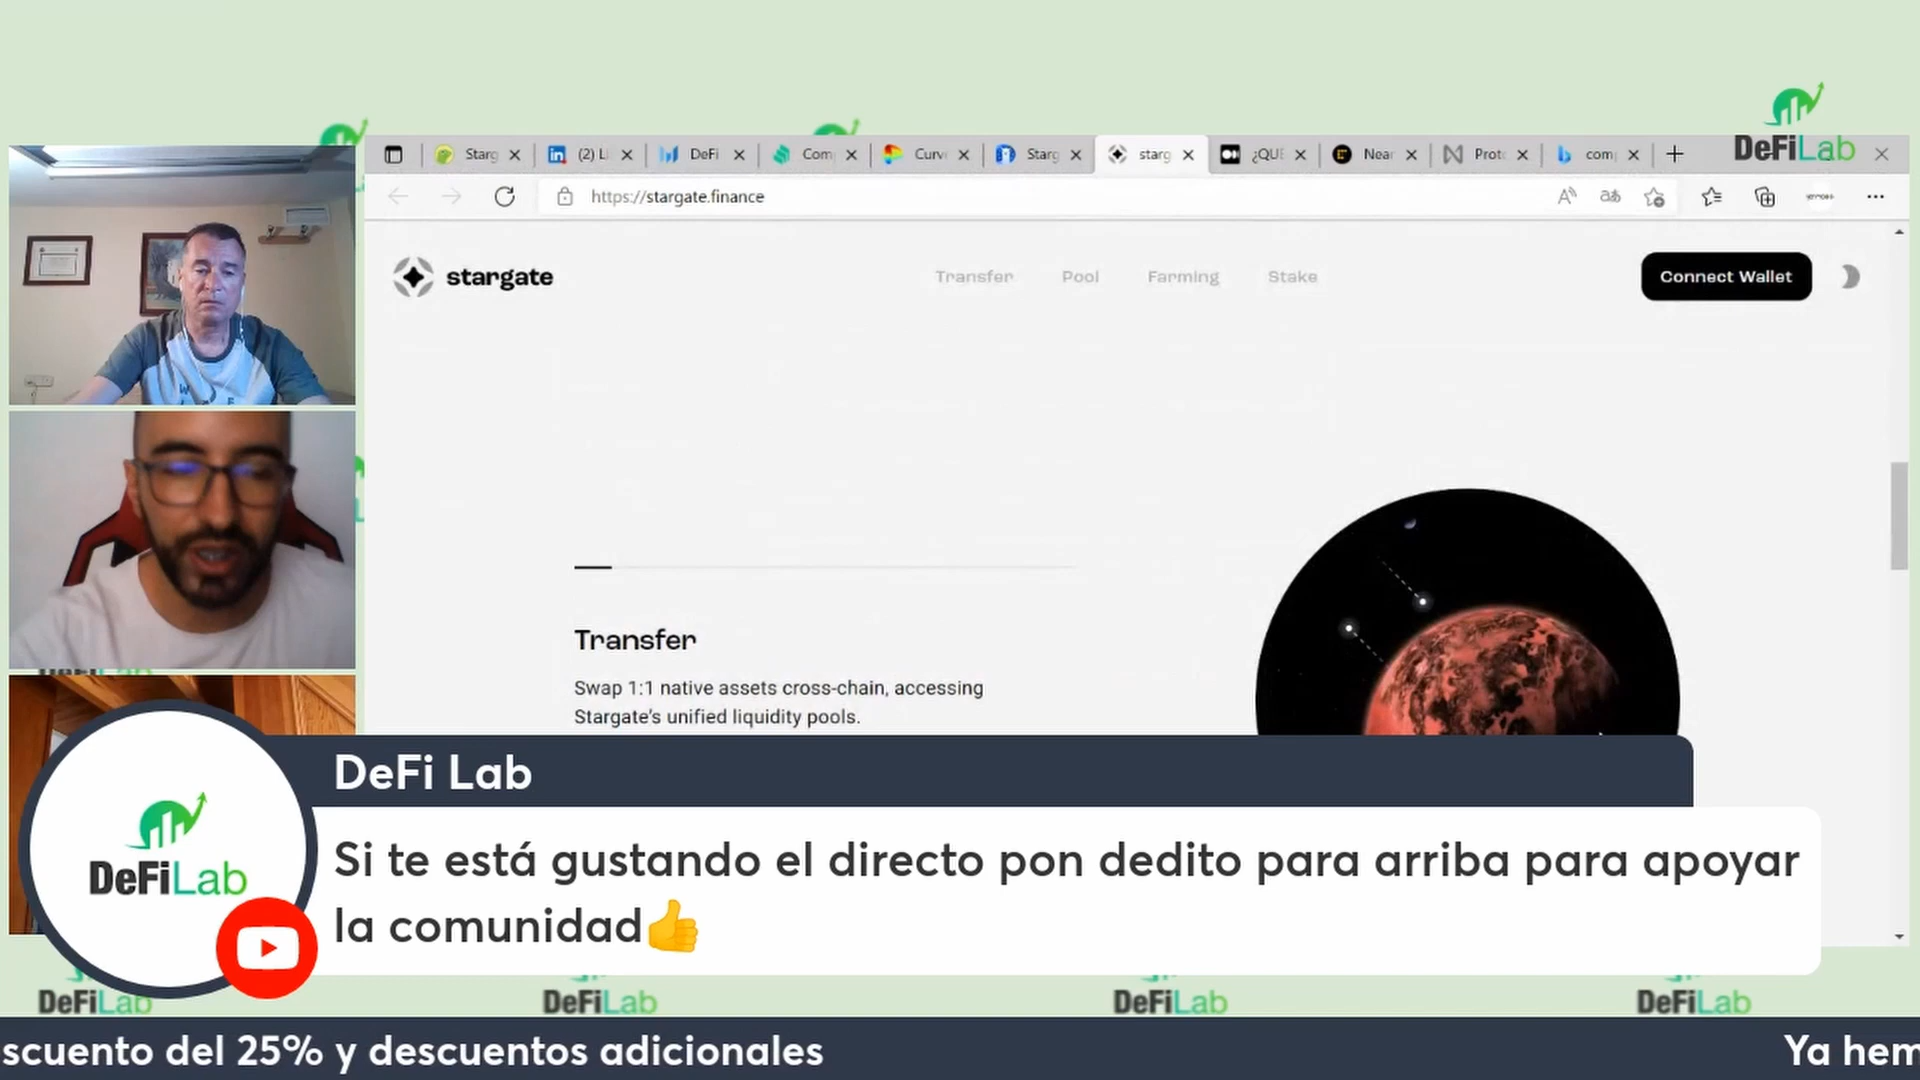 DeFiLab
Starg
(2) Li
DeFi
Com
Curv
Starg
starg
¿QUÉ
Near
Proto
com
https://stargate.finance
stargate
Transfer
Pool
Farming
Stake
Connect Wallet
Transfer
Swap 1:1 native assets cross-chain, accessing
Stargate's unified liquidity pools.
DeFi Lab
Si te está gustando el directo pon dedito para arriba para apoyar
la comunidad👍
DeFiLab
DeFiLab
DeFiLab
DeFiLab
DeFiLab
scuento del 25% y descuentos adicionales
Ya hem